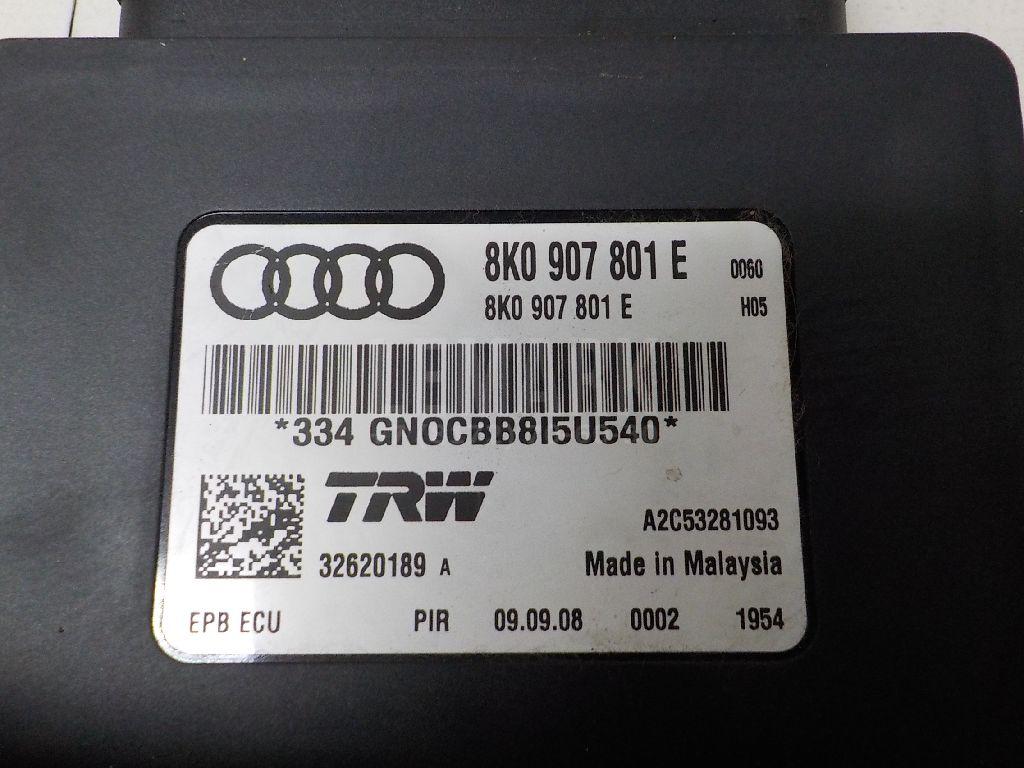 8K0 907 801 E 0060
8K0 907 801 E H05
*334 GN0CBB8I5U540*
TRW
A2C53281093
32620189 A Made in Malaysia
EPB ECU PIR 09.09.08 0002 1954